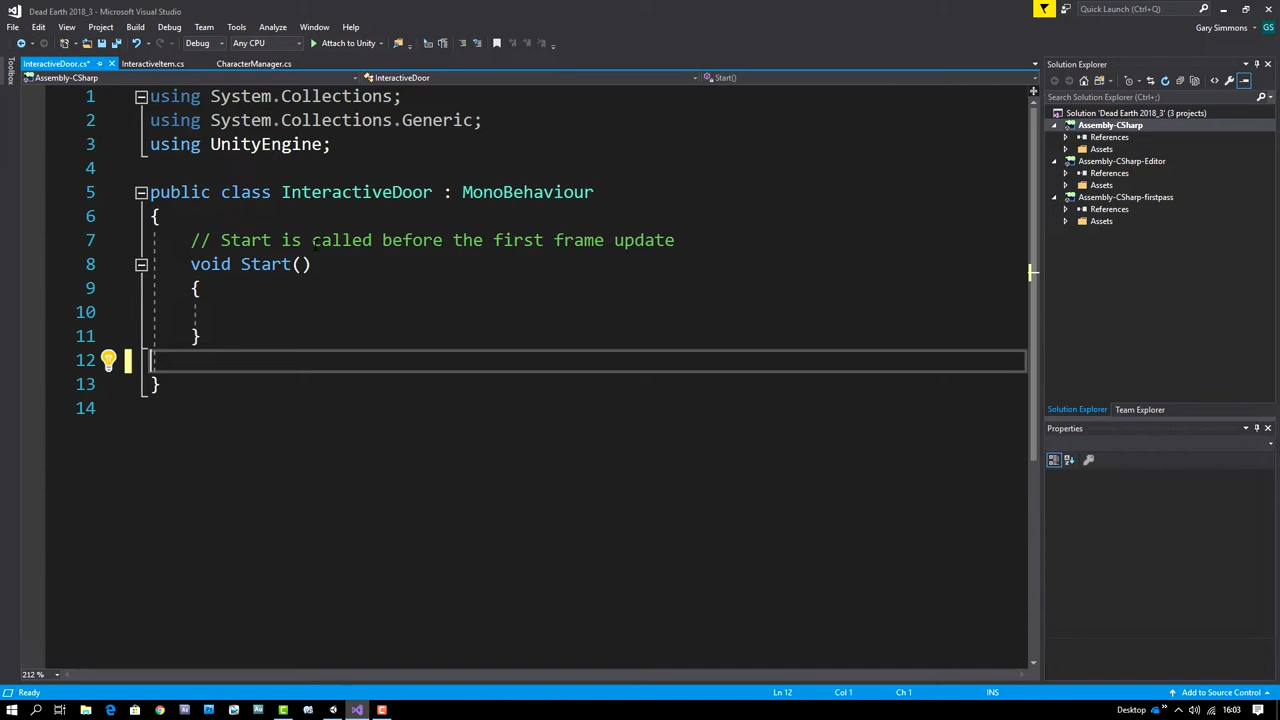 Dead Earth 2018_3 - Microsoft Visual Studio
Quick Launch (Ctrl+;)
File Edit View Project Build Debug Team Tools Analyze Window Help
Gary Simmons GS
Debug Any CPU Attach to Unity
InteractiveDoor.cs* InteractiveItem.cs CharacterManager.cs
Assembly-CSharp InteractiveDoor Start()
Toolbox
1 using System.Collections;
2 using System.Collections.Generic;
3 using UnityEngine;
4
5 public class InteractiveDoor : MonoBehaviour
6 {
7 // Start is called before the first frame update
8 void Start()
9 {
10
11 }
12
13 }
14
212 %
Solution Explorer
Search Solution Explorer (Ctrl+;)
Solution 'Dead Earth 2018_3' (3 projects)
Assembly-CSharp
References
Assets
Assembly-CSharp-Editor
References
Assets
Assembly-CSharp-firstpass
References
Assets
Solution Explorer Team Explorer
Properties
Ready Ln 12 Col 1 Ch 1 INS Add to Source Control
Desktop 16:03